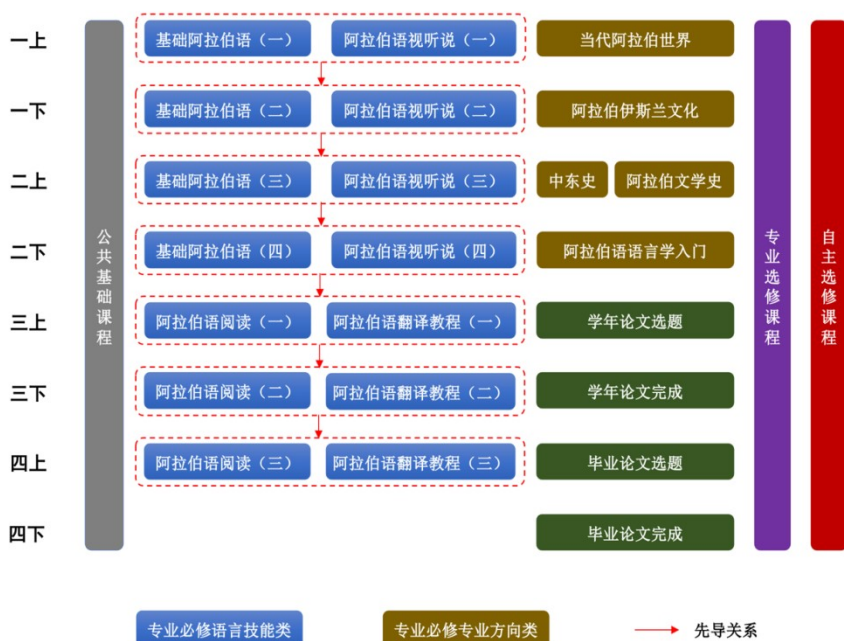 一上
基础阿拉伯语（一）
阿拉伯语视听说（一）
当代阿拉伯世界
一下
基础阿拉伯语（二）
阿拉伯语视听说（二）
阿拉伯伊斯兰文化
二上
基础阿拉伯语（三）
阿拉伯语视听说（三）
中东史
阿拉伯文学史
二下
基础阿拉伯语（四）
阿拉伯语视听说（四）
阿拉伯语语言学入门
三上
阿拉伯语阅读（一）
阿拉伯语翻译教程（一）
学年论文选题
三下
阿拉伯语阅读（二）
阿拉伯语翻译教程（二）
学年论文完成
四上
阿拉伯语阅读（三）
阿拉伯语翻译教程（三）
毕业论文选题
四下
毕业论文完成
公共基础课程
专业选修课程
自主选修课程
专业必修语言技能类
专业必修专业方向类
先导关系